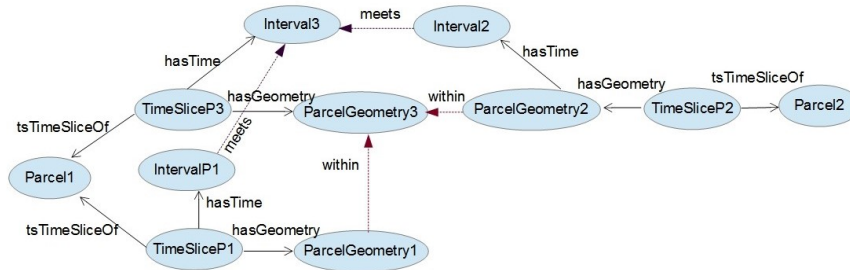 Interval3
meets
Interval2
hasTime
hasTime
tsTimeSliceOf
hasGeometry
TimeSliceP3
hasGeometry
ParcelGeometry3
within
ParcelGeometry2
TimeSliceP2
Parcel2
tsTimeSliceOf
meets
Parcel1
IntervalP1
within
hasTime
tsTimeSliceOf
TimeSliceP1
hasGeometry
ParcelGeometry1